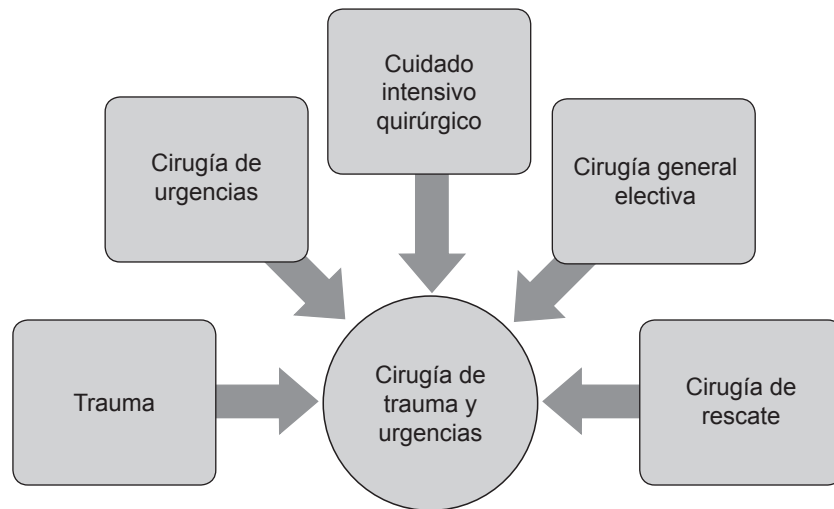 Cuidado
intensivo
quirúrgico
Cirugía de
urgencias
Cirugía general
electiva
Trauma
Cirugía de
trauma y
urgencias
Cirugía de
rescate